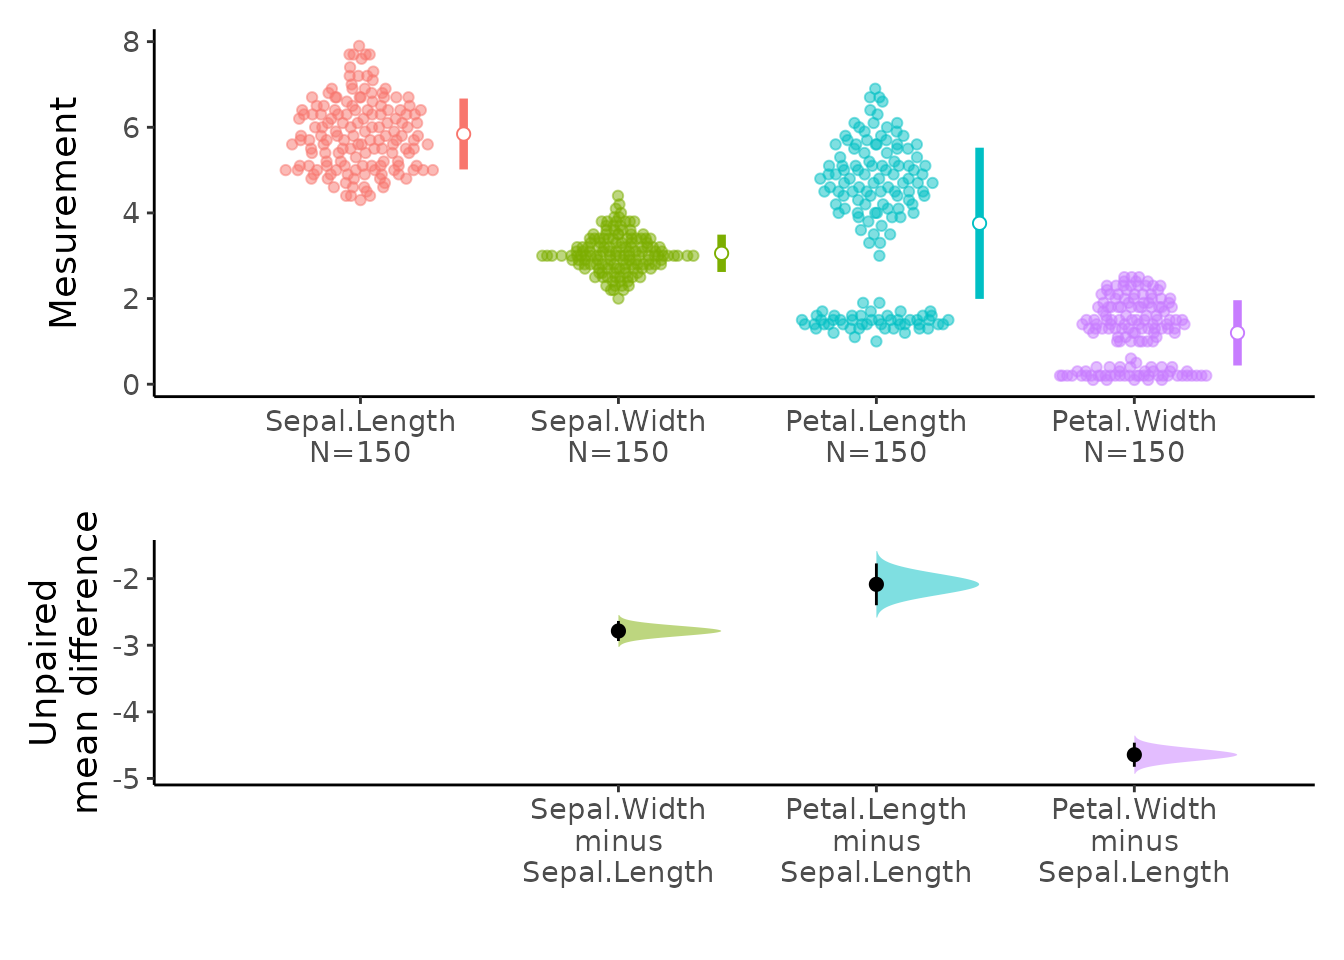 Mesurement
8
6
4
2
0
Sepal.Length Sepal.Width Petal.Length Petal.Width
N=150 N=150 N=150 N=150
Unpaired
mean difference
-2
-3
-4
-5
Sepal.Width Petal.Length Petal.Width
minus minus minus
Sepal.Length Sepal.Length Sepal.Length